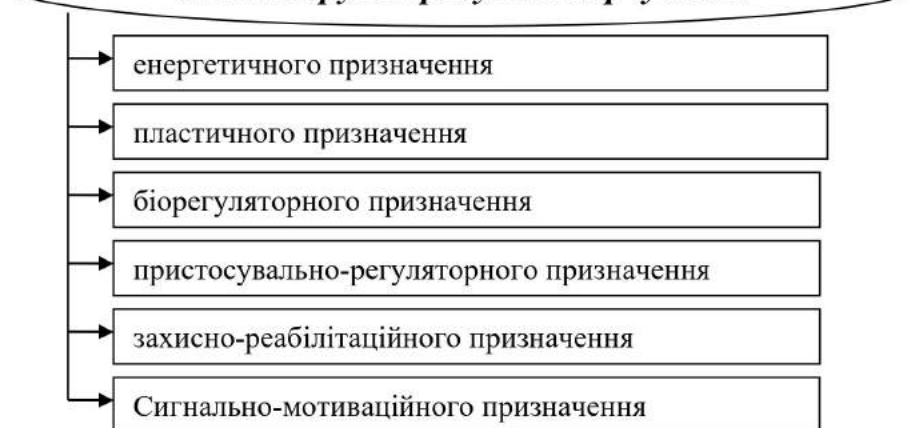 енергетичного призначення
пластичного призначення
біорегуляторного призначення
пристосувально-регуляторного призначення
захисно-реабілітаційного призначення
Сигнально-мотиваційного призначення